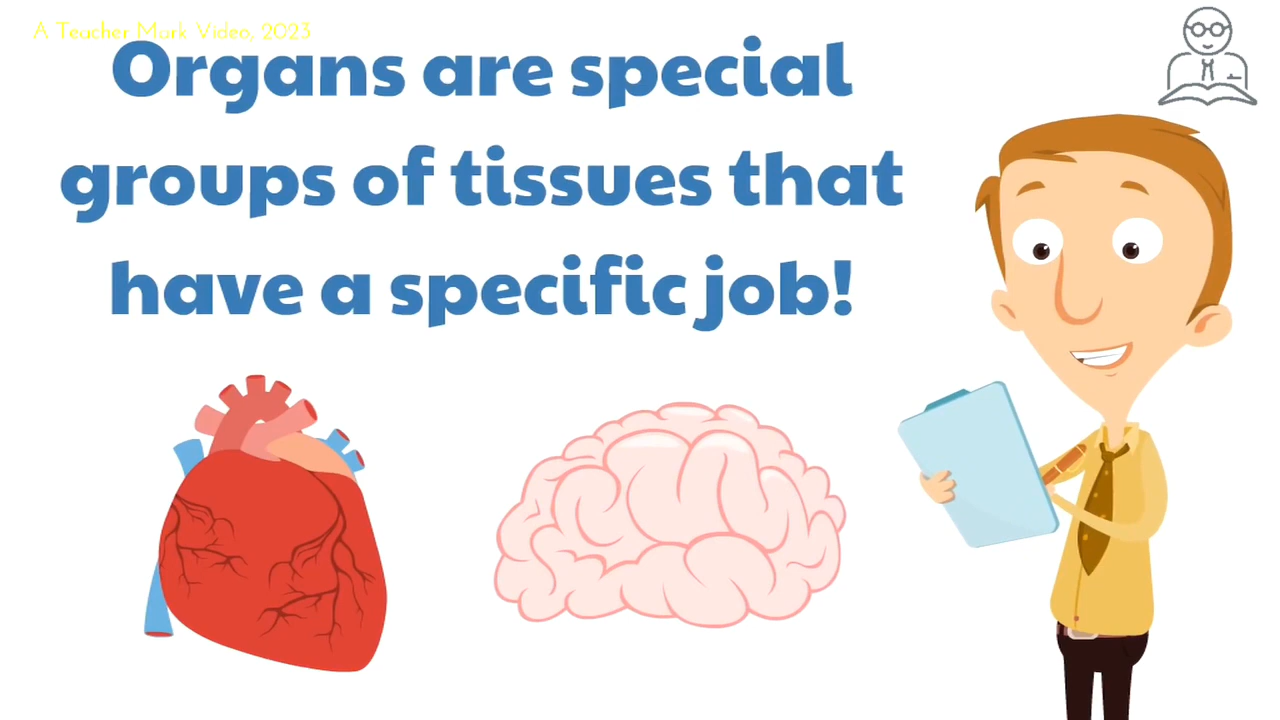 A Teacher Mark Video, 2023
Organs are special
groups of tissues that
have a specific job!